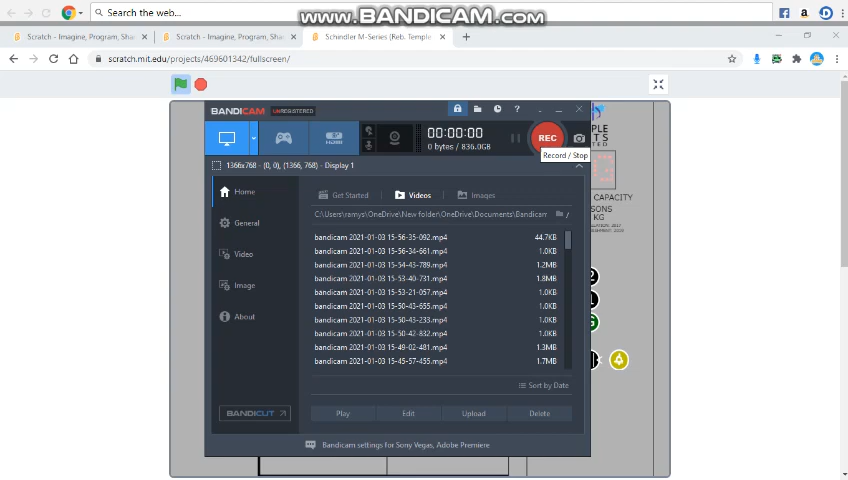 www.BANDICAM.com
Search the web...
Scratch - Imagine, Program, Shar
Scratch - Imagine, Program, Shar
Schindler M-Series (Reb. Temple
scratch.mit.edu/projects/469601342/fullscreen/
BANDICAM UNREGISTERED
HDMI
00:00:00
0 bytes / 836.0GB
REC
Record / Stop
1366x768 - (0, 0), (1366, 768) - Display 1
Home
General
Video
Image
About
BANDICUT
Get Started
Videos
Images
C:\Users\ramys\OneDrive\New folder\OneDrive\Documents\Bandicam
bandicam 2021-01-03 15-56-35-092.mp4 44.7KB
bandicam 2021-01-03 15-56-34-661.mp4 1.0KB
bandicam 2021-01-03 15-54-43-789.mp4 1.2MB
bandicam 2021-01-03 15-53-40-731.mp4 1.8MB
bandicam 2021-01-03 15-53-21-057.mp4 1.0KB
bandicam 2021-01-03 15-50-43-655.mp4 1.0KB
bandicam 2021-01-03 15-50-43-233.mp4 1.0KB
bandicam 2021-01-03 15-50-42-832.mp4 1.0KB
bandicam 2021-01-03 15-49-02-481.mp4 1.3MB
bandicam 2021-01-03 15-45-57-455.mp4 1.7MB
Sort by Date
Play
Edit
Upload
Delete
Bandicam settings for Sony Vegas, Adobe Premiere
CAPACITY
SONS
KG
2
1
G